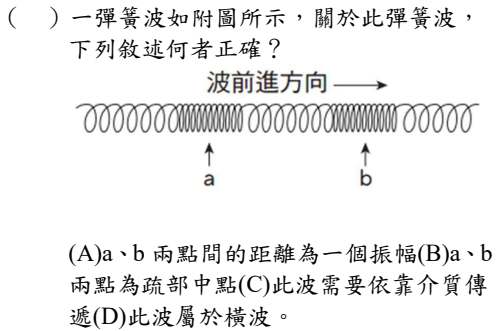 （　）一彈簧波如附圖所示，關於此彈簧波，
下列敘述何者正確？
波前進方向
a
b
(A)a、b 兩點間的距離為一個振幅(B)a、b
兩點為疏部中點(C)此波需要依靠介質傳
遞(D)此波屬於橫波。